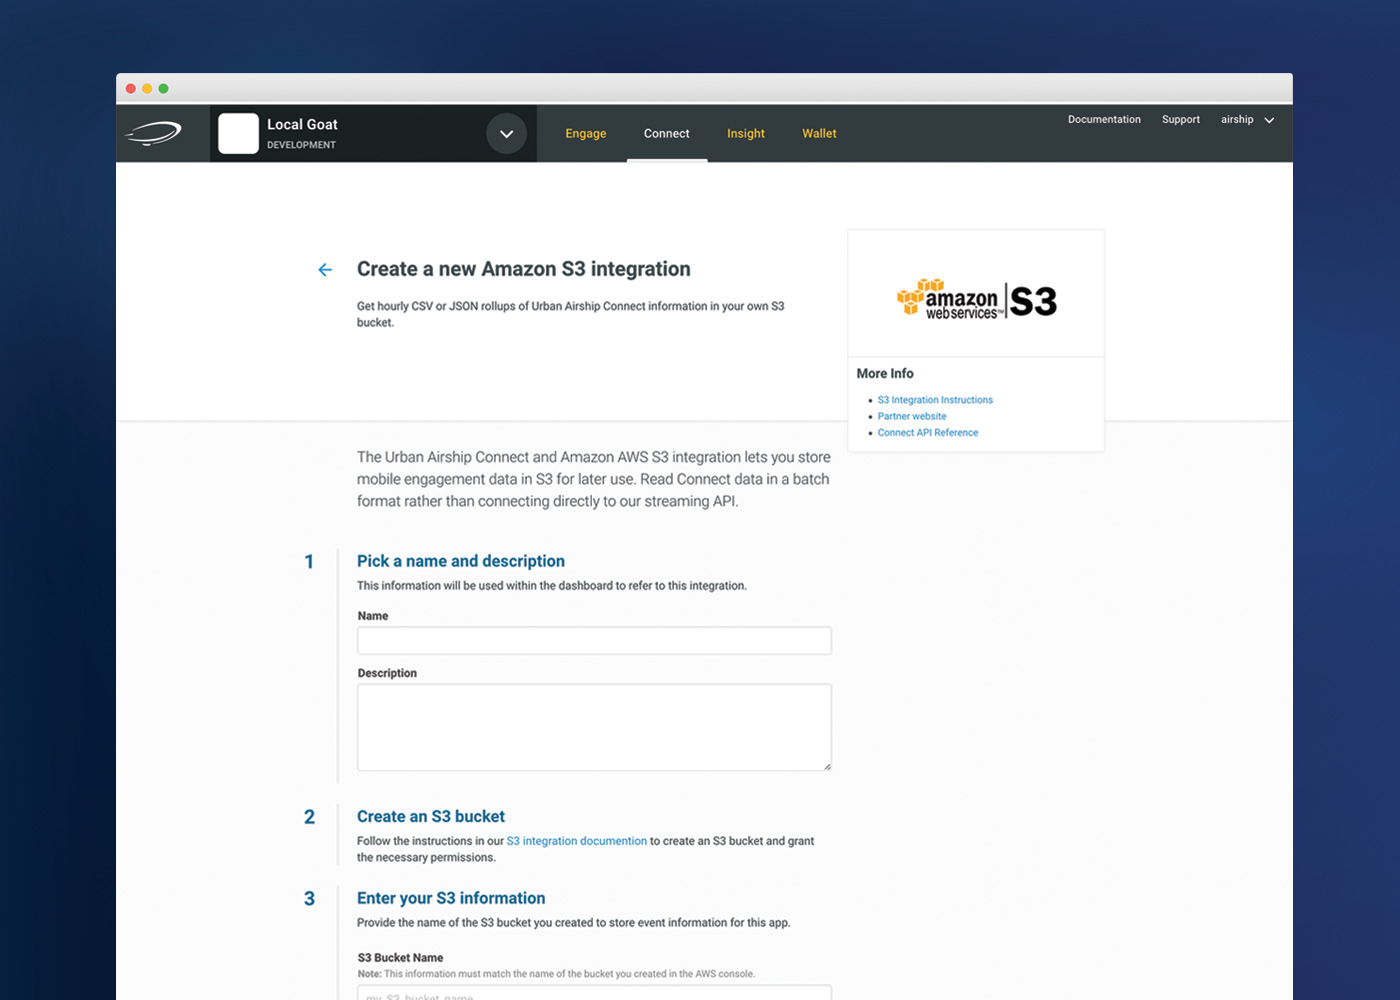 Local Goat
DEVELOPMENT
Engage
Connect
Insight
Wallet
Documentation
Support
airship
Create a new Amazon S3 integration
Get hourly CSV or JSON rollups of Urban Airship Connect information in your own S3
bucket.
amazon
webservices™
S3
More Info
S3 Integration Instructions
Partner website
Connect API Reference
The Urban Airship Connect and Amazon AWS S3 integration lets you store
mobile engagement data in S3 for later use. Read Connect data in a batch
format rather than connecting directly to our streaming API.
1
Pick a name and description
This information will be used within the dashboard to refer to this integration.
Name
Description
2
Create an S3 bucket
Follow the instructions in our S3 integration documention to create an S3 bucket and grant
the necessary permissions.
3
Enter your S3 information
Provide the name of the S3 bucket you created to store event information for this app.
S3 Bucket Name
Note: This information must match the name of the bucket you created in the AWS console.
my_S3_bucket_name